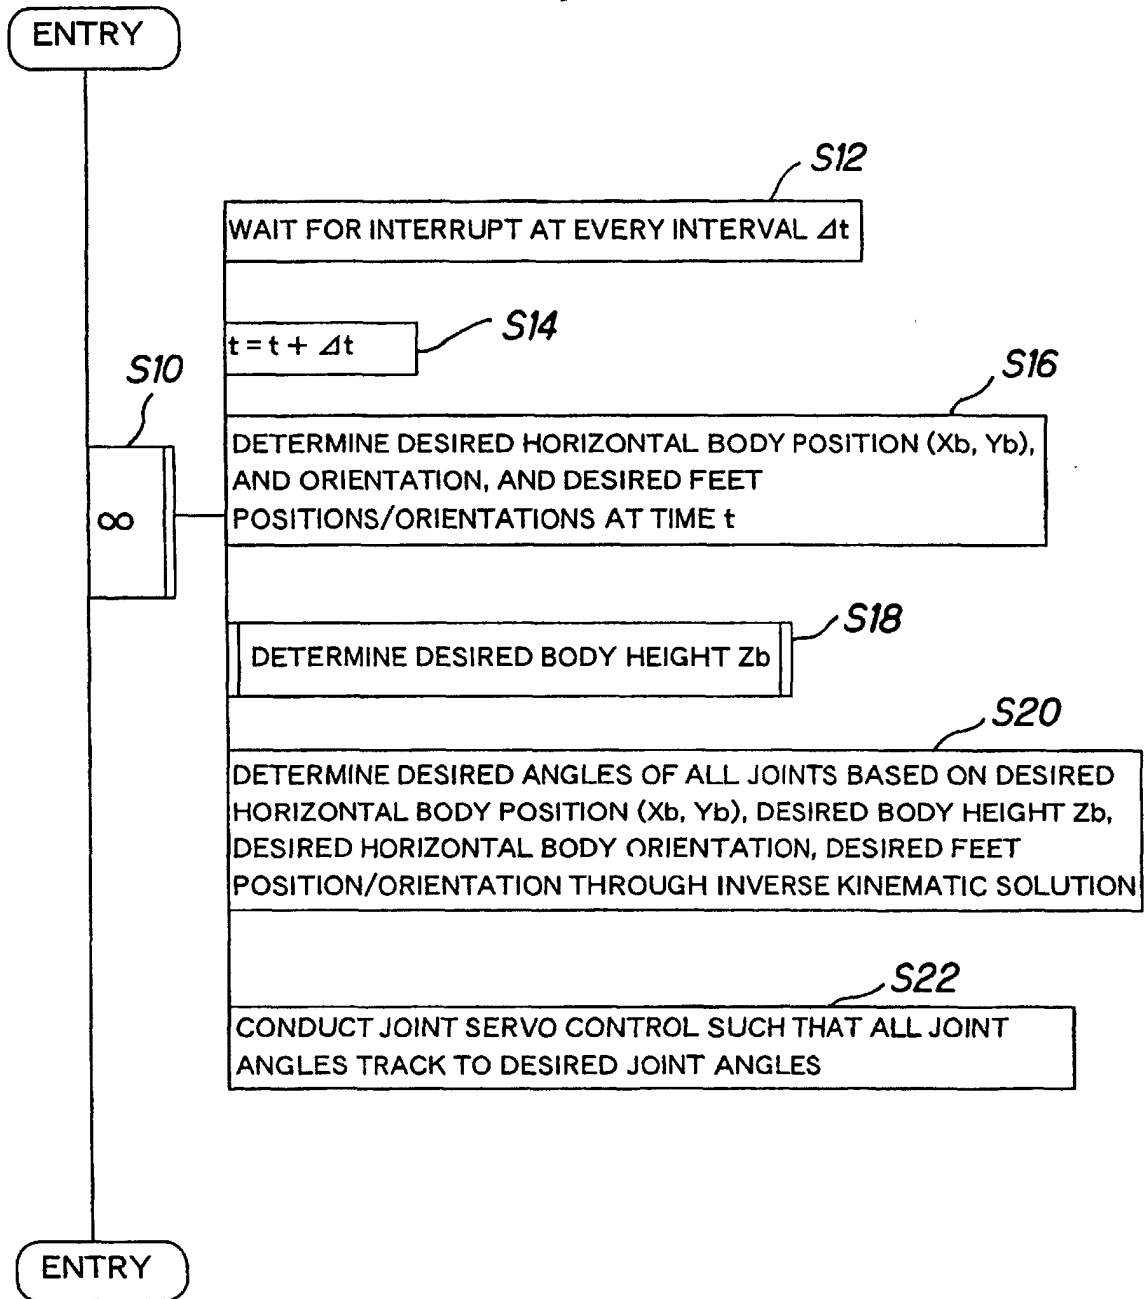 ENTRY
S12
WAIT FOR INTERRUPT AT EVERY INTERVAL Δt
S14
t = t + Δt
S10
∞
S16
DETERMINE DESIRED HORIZONTAL BODY POSITION (Xb, Yb),
AND ORIENTATION, AND DESIRED FEET
POSITIONS/ORIENTATIONS AT TIME t
S18
DETERMINE DESIRED BODY HEIGHT Zb
S20
DETERMINE DESIRED ANGLES OF ALL JOINTS BASED ON DESIRED
HORIZONTAL BODY POSITION (Xb, Yb), DESIRED BODY HEIGHT Zb,
DESIRED HORIZONTAL BODY ORIENTATION, DESIRED FEET
POSITION/ORIENTATION THROUGH INVERSE KINEMATIC SOLUTION
S22
CONDUCT JOINT SERVO CONTROL SUCH THAT ALL JOINT
ANGLES TRACK TO DESIRED JOINT ANGLES
ENTRY